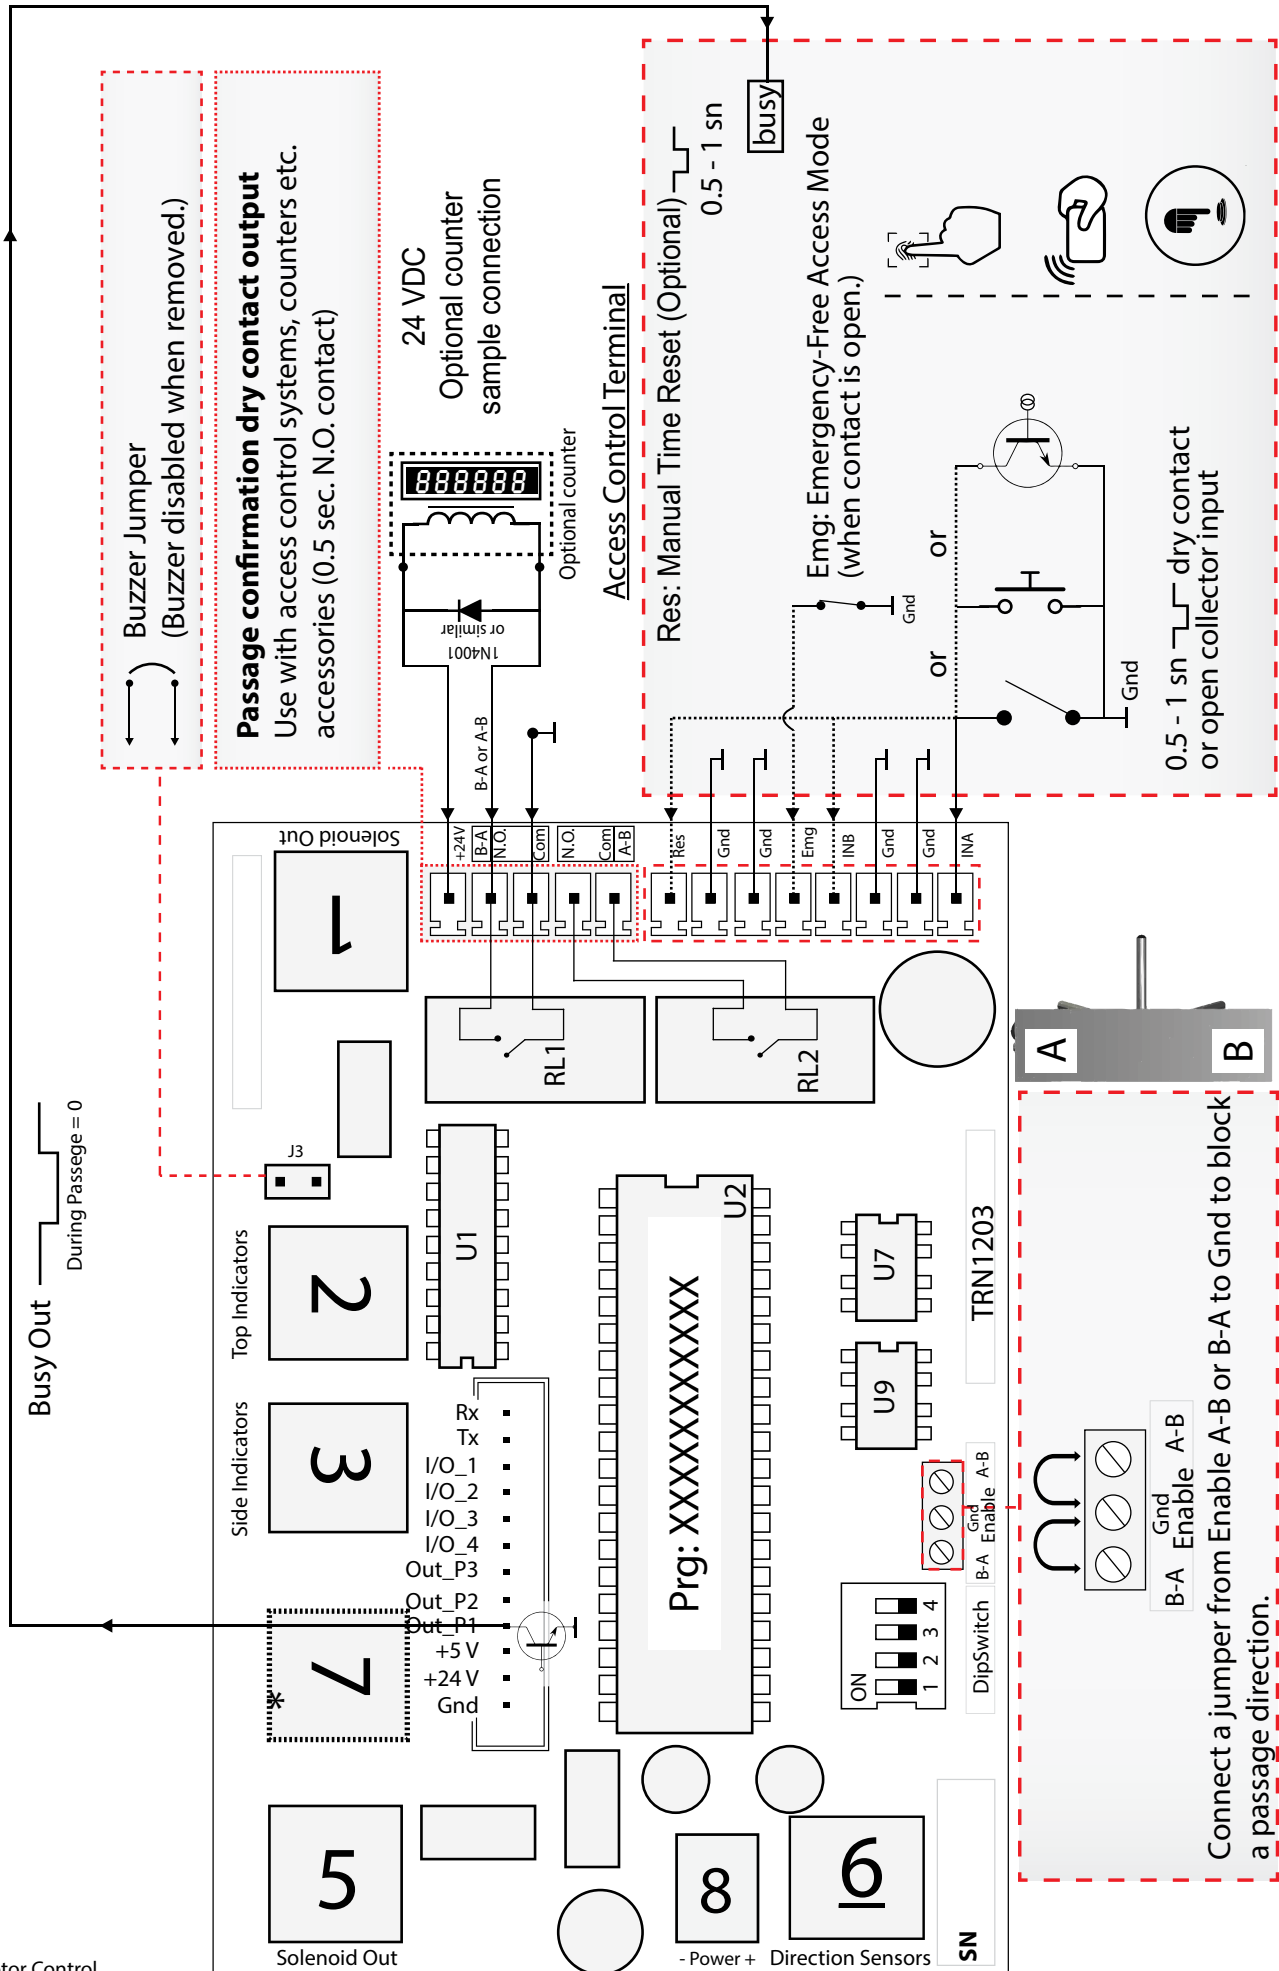 Busy Out
During Passege = 0
Buzzer Jumper
(Buzzer disabled when removed.)
Passage confirmation dry contact output
Use with access control systems, counters etc.
accessories (0.5 sec. N.O. contact)
24 VDC
Optional counter
sample connection
888888
Optional counter
1N4001
or similar
B-A or A-B
Access Control Terminal
Res: Manual Time Reset (Optional)
0.5 - 1 sn
busy
Emg: Emergency-Free Access Mode
(when contact is open.)
Gnd
or
or
Gnd
0.5 - 1 sn dry contact
or open collector input
Solenoid Out
1
+24V
B-A
N.O.
Com
N.O.
Com
A-B
Res
Gnd
Gnd
Emg
INB
Gnd
Gnd
INA
RL1
RL2
J3
Top Indicators
2
Side Indicators
3
U1
U2
Prg: XXXXXXXXXXXX
U7
U9
TRN1203
Rx
Tx
I/O_1
I/O_2
I/O_3
I/O_4
Out_P3
Out_P2
Out_P1
+5 V
+24 V
Gnd
*
7
5
Solenoid Out
8
- Power +
6
Direction Sensors
SN
ON
1 2 3 4
DipSwitch
B-A
Gnd
Enable
A-B
A
B
B-A
Gnd
Enable
A-B
Connect a jumper from Enable A-B or B-A to Gnd to block
a passage direction.
Control